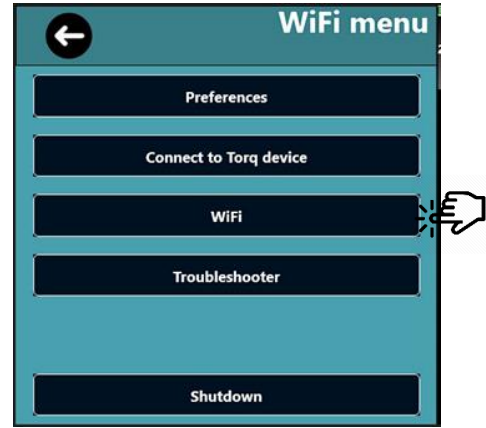 WiFi menu
Preferences
Connect to Torq device
WiFi
Troubleshooter
Shutdown